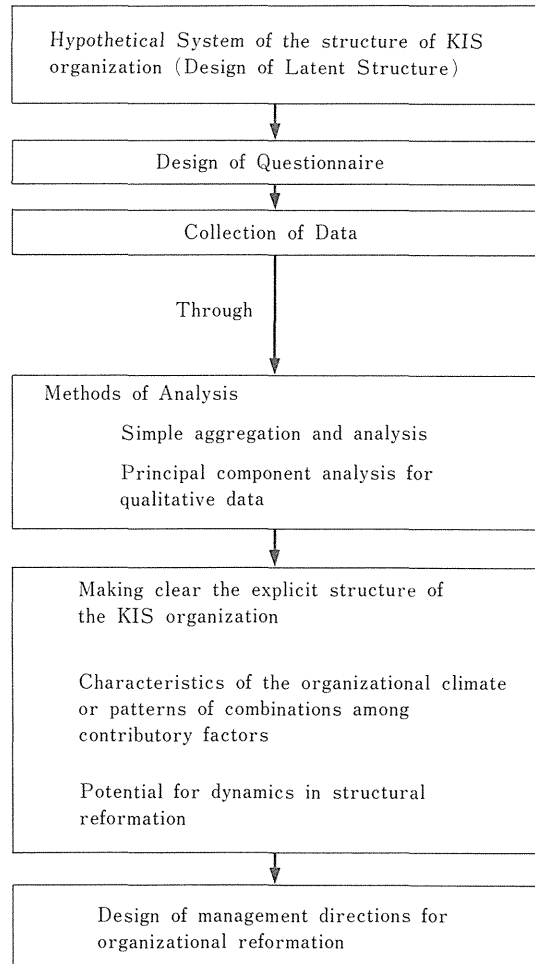 Hypothetical System of the structure of KIS
organization (Design of Latent Structure)
Design of Questionnaire
Collection of Data
Through
Methods of Analysis
Simple aggregation and analysis
Principal component analysis for
qualitative data
Making clear the explicit structure of
the KIS organization
Characteristics of the organizational climate
or patterns of combinations among
contributory factors
Potential for dynamics in structural
reformation
Design of management directions for
organizational reformation